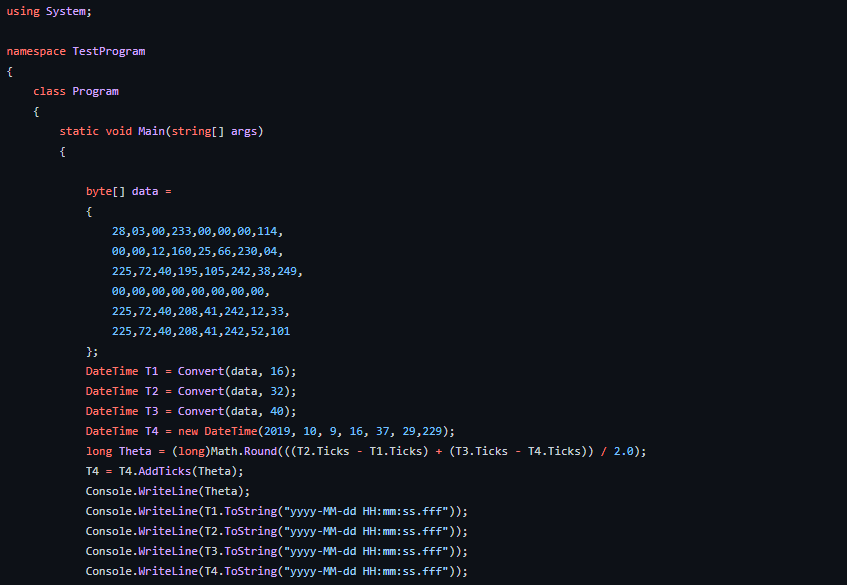 using System;
namespace TestProgram
{
class Program
{
static void Main(string[] args)
{
byte[] data =
{
28,03,00,233,00,00,00,114,
00,00,12,160,25,66,230,04,
225,72,40,195,105,242,38,249,
00,00,00,00,00,00,00,00,
225,72,40,208,41,242,12,33,
225,72,40,208,41,242,52,101
};
DateTime T1 = Convert(data, 16);
DateTime T2 = Convert(data, 32);
DateTime T3 = Convert(data, 40);
DateTime T4 = new DateTime(2019, 10, 9, 16, 37, 29,229);
long Theta = (long)Math.Round(((T2.Ticks - T1.Ticks) + (T3.Ticks - T4.Ticks)) / 2.0);
T4 = T4.AddTicks(Theta);
Console.WriteLine(Theta);
Console.WriteLine(T1.ToString("yyyy-MM-dd HH:mm:ss.fff"));
Console.WriteLine(T2.ToString("yyyy-MM-dd HH:mm:ss.fff"));
Console.WriteLine(T3.ToString("yyyy-MM-dd HH:mm:ss.fff"));
Console.WriteLine(T4.ToString("yyyy-MM-dd HH:mm:ss.fff"));